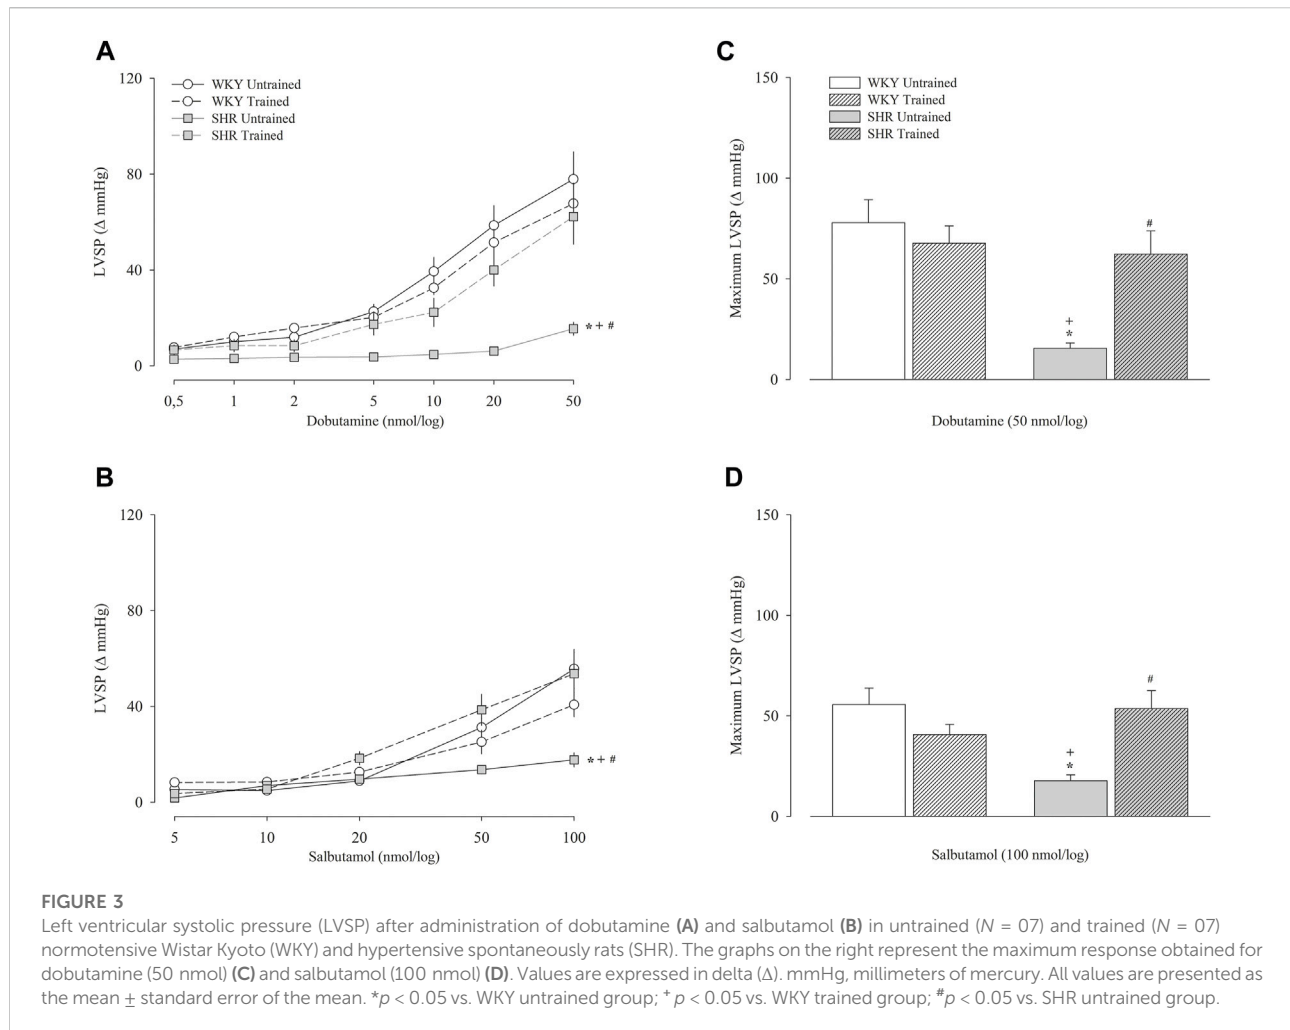 A
120
80
40
0
LVSP (Δ mmHg)
WKY Untrained
WKY Trained
SHR Untrained
SHR Trained
* + #
0,5 1 2 5 10 20 50
Dobutamine (nmol/log)
C
150
100
50
0
Maximum LVSP (Δ mmHg)
WKY Untrained
WKY Trained
SHR Untrained
SHR Trained
+
*
#
Dobutamine (50 nmol/log)
B
120
80
40
0
LVSP (Δ mmHg)
* + #
5 10 20 50 100
Salbutamol (nmol/log)
D
150
100
50
0
Maximum LVSP (Δ mmHg)
+
*
#
Salbutamol (100 nmol/log)
FIGURE 3
Left ventricular systolic pressure (LVSP) after administration of dobutamine (A) and salbutamol (B) in untrained (N = 07) and trained (N = 07)
normotensive Wistar Kyoto (WKY) and hypertensive spontaneously rats (SHR). The graphs on the right represent the maximum response obtained for
dobutamine (50 nmol) (C) and salbutamol (100 nmol) (D). Values are expressed in delta (Δ). mmHg, millimeters of mercury. All values are presented as
the mean ± standard error of the mean. *p < 0.05 vs. WKY untrained group; + p < 0.05 vs. WKY trained group; #p < 0.05 vs. SHR untrained group.